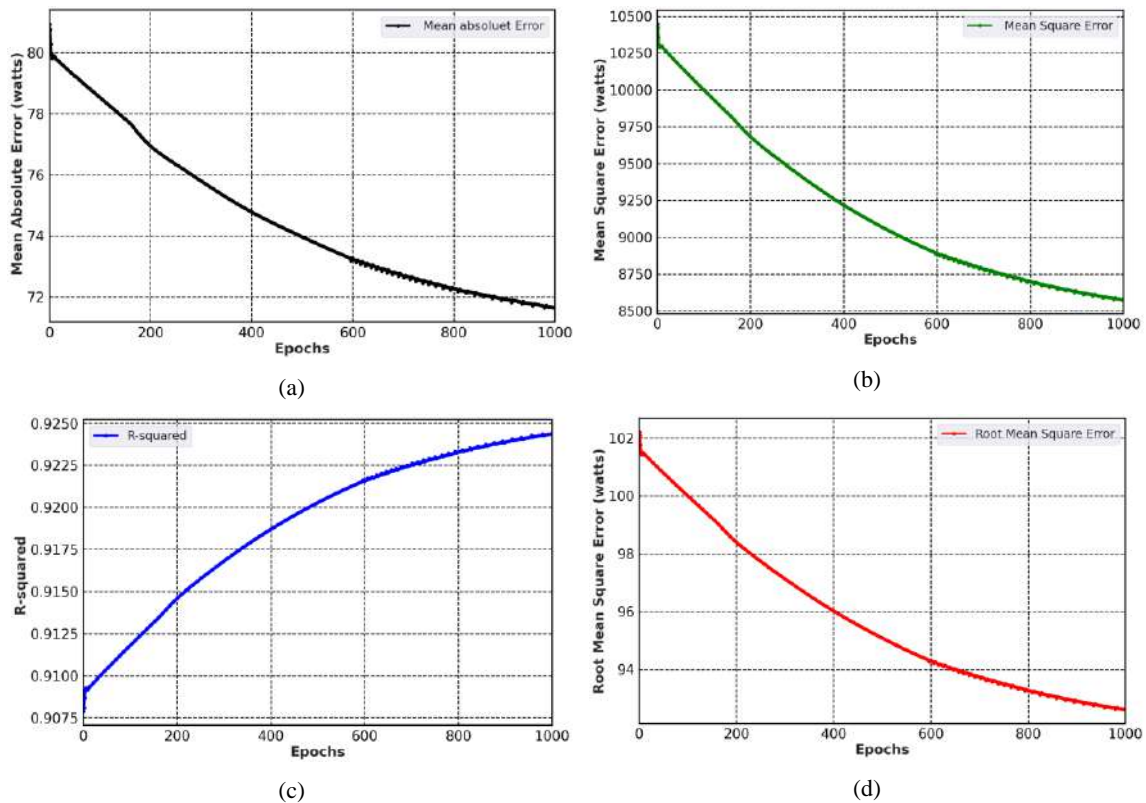 Mean absoluet Error
Mean Absolute Error (watts)
80
78
76
74
72
0 200 400 600 800 1000
Epochs
(a)
Mean Square Error
Mean Square Error (watts)
10500
10250
10000
9750
9500
9250
9000
8750
8500
0 200 400 600 800 1000
Epochs
(b)
R-squared
R-squared
0.9250
0.9225
0.9200
0.9175
0.9150
0.9125
0.9100
0.9075
0 200 400 600 800 1000
Epochs
(c)
Root Mean Square Error
Root Mean Square Error (watts)
102
100
98
96
94
0 200 400 600 800 1000
Epochs
(d)